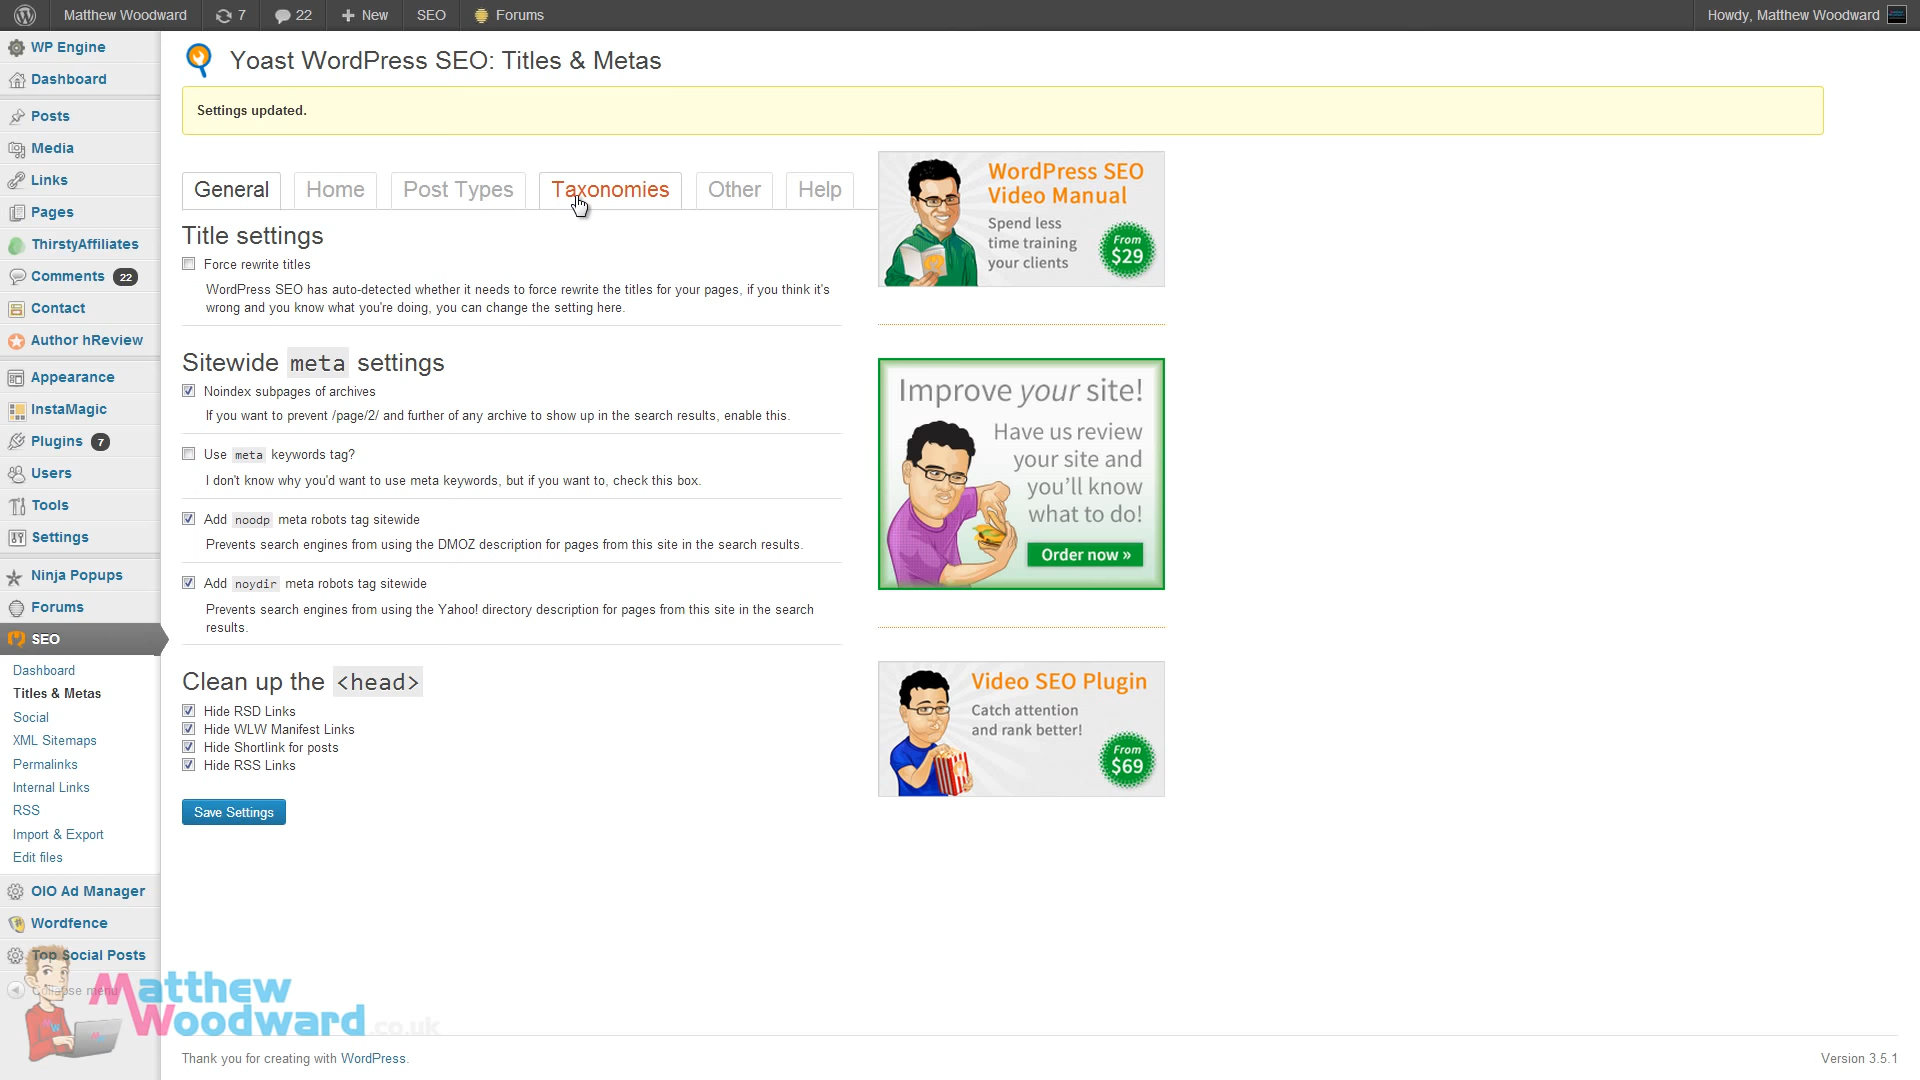 Matthew Woodward
7
22
New
SEO
Forums
Howdy, Matthew Woodward
WP Engine
Dashboard
Posts
Media
Links
Pages
ThirstyAffiliates
Comments 22
Contact
Author hReview
Appearance
InstaMagic
Plugins 7
Users
Tools
Settings
Ninja Popups
Forums
SEO
Dashboard
Titles & Metas
Social
XML Sitemaps
Permalinks
Internal Links
RSS
Import & Export
Edit files
OIO Ad Manager
Wordfence
Top Social Posts
Collapse menu
Matthew
Woodward.co.uk
Yoast WordPress SEO: Titles & Metas
Settings updated.
General
Home
Post Types
Taxonomies
Other
Help
Title settings
Force rewrite titles
WordPress SEO has auto-detected whether it needs to force rewrite the titles for your pages, if you think it's
wrong and you know what you're doing, you can change the setting here.
Sitewide meta settings
Noindex subpages of archives
If you want to prevent /page/2/ and further of any archive to show up in the search results, enable this.
Use meta keywords tag?
I don't know why you'd want to use meta keywords, but if you want to, check this box.
Add noodp meta robots tag sitewide
Prevents search engines from using the DMOZ description for pages from this site in the search results.
Add noydir meta robots tag sitewide
Prevents search engines from using the Yahoo! directory description for pages from this site in the search
results.
Clean up the <head>
Hide RSD Links
Hide WLW Manifest Links
Hide Shortlink for posts
Hide RSS Links
Save Settings
WordPress SEO
Video Manual
Spend less
time training
your clients
From
$29
Improve your site!
Have us review
your site and
you'll know
what to do!
Order now »
Video SEO Plugin
Catch attention
and rank better!
From
$69
Thank you for creating with WordPress.
Version 3.5.1